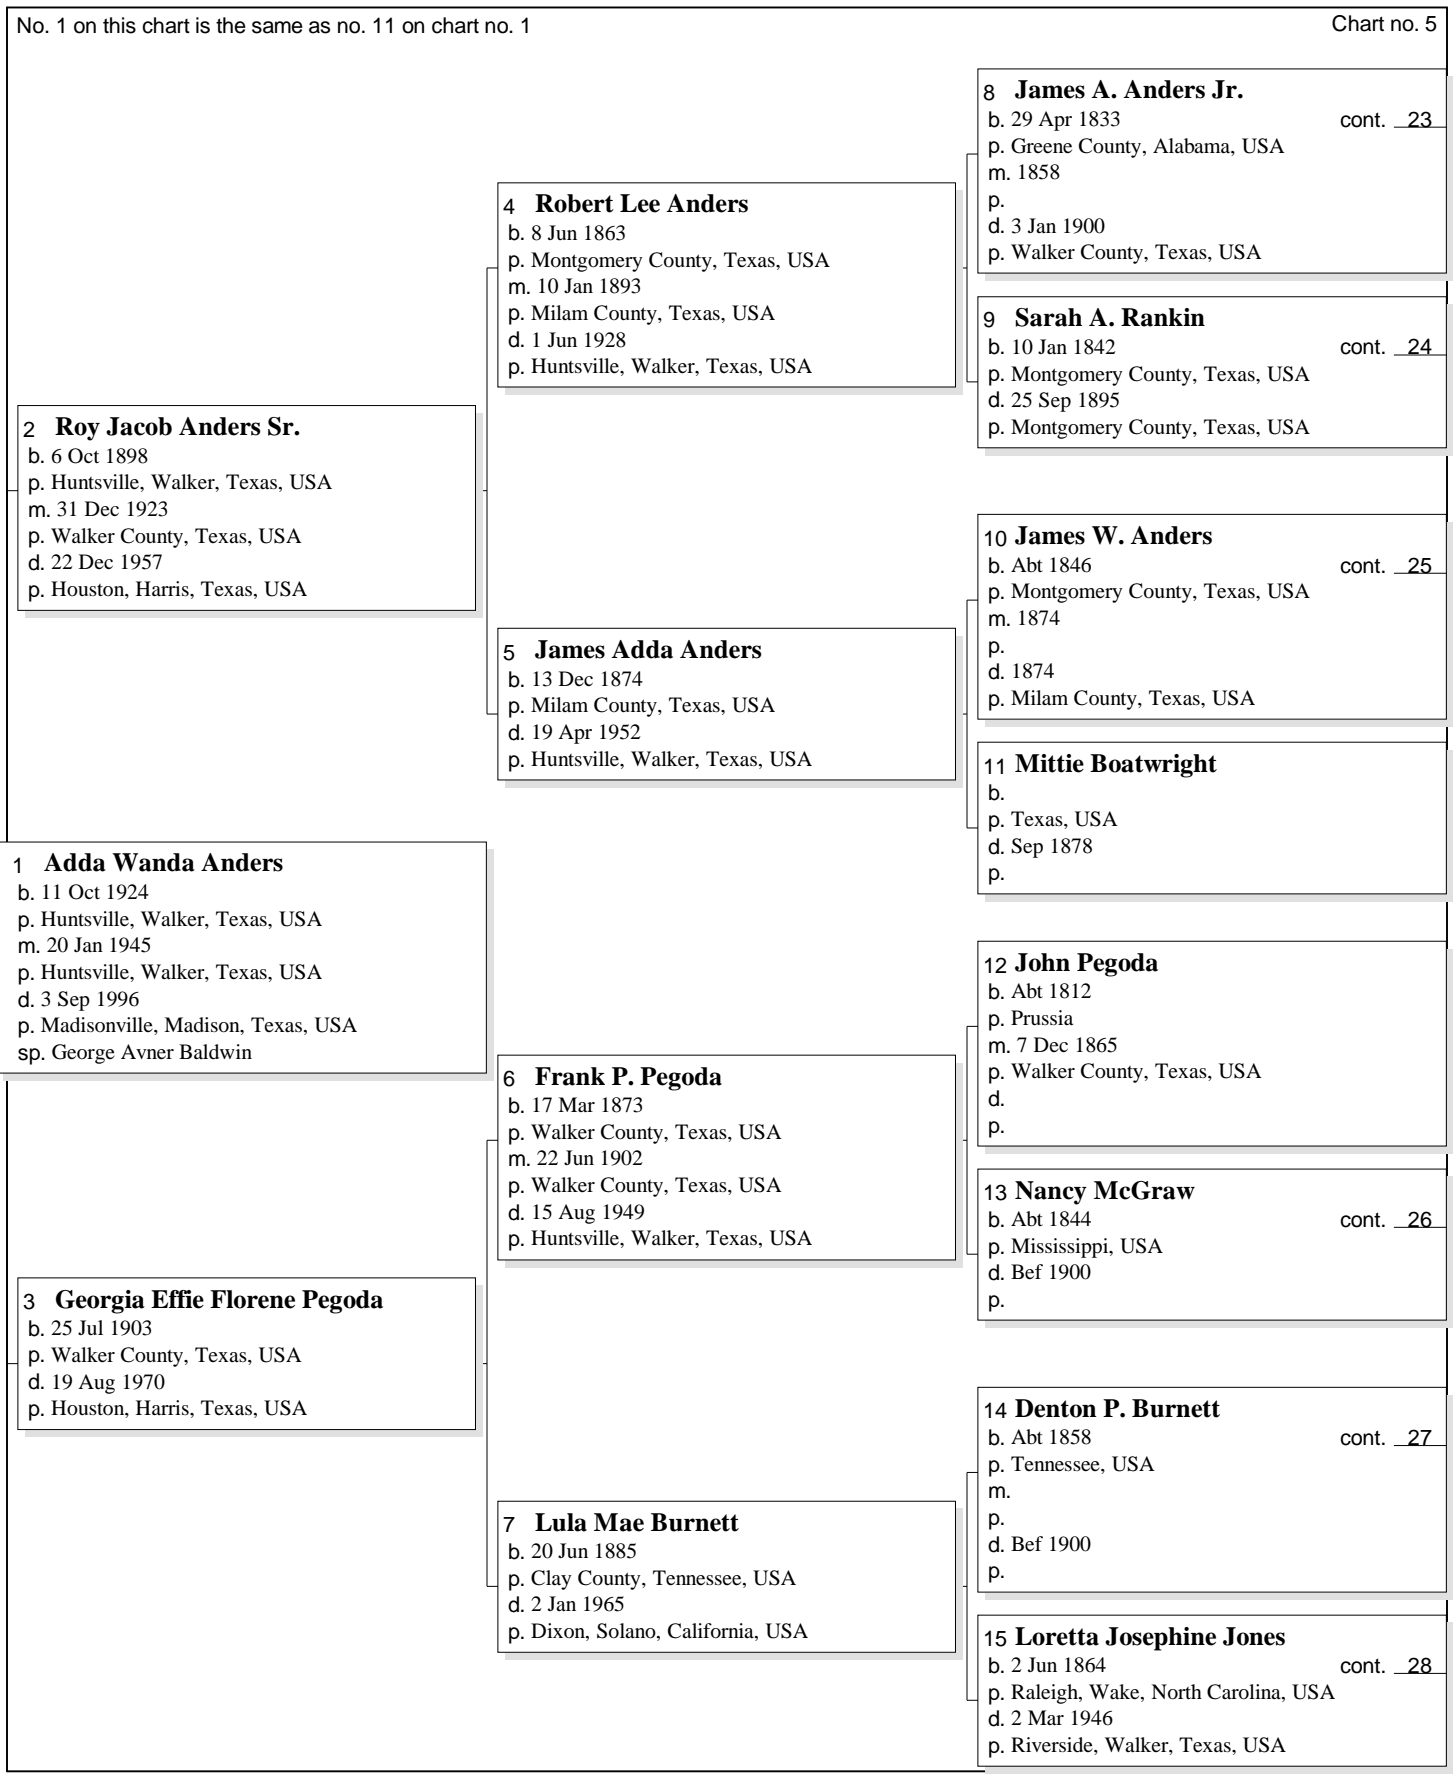 No. 1 on this chart is the same as no. 11 on chart no. 1
Chart no. 5
8 James A. Anders Jr.
b. 29 Apr 1833 cont. 23
p. Greene County, Alabama, USA
m. 1858
p.
d. 3 Jan 1900
p. Walker County, Texas, USA
4 Robert Lee Anders
b. 8 Jun 1863
p. Montgomery County, Texas, USA
m. 10 Jan 1893
p. Milam County, Texas, USA
d. 1 Jun 1928
p. Huntsville, Walker, Texas, USA
9 Sarah A. Rankin
b. 10 Jan 1842 cont. 24
p. Montgomery County, Texas, USA
d. 25 Sep 1895
p. Montgomery County, Texas, USA
2 Roy Jacob Anders Sr.
b. 6 Oct 1898
p. Huntsville, Walker, Texas, USA
m. 31 Dec 1923
p. Walker County, Texas, USA
d. 22 Dec 1957
p. Houston, Harris, Texas, USA
10 James W. Anders
b. Abt 1846 cont. 25
p. Montgomery County, Texas, USA
m. 1874
p.
d. 1874
p. Milam County, Texas, USA
5 James Adda Anders
b. 13 Dec 1874
p. Milam County, Texas, USA
d. 19 Apr 1952
p. Huntsville, Walker, Texas, USA
11 Mittie Boatwright
b.
p. Texas, USA
d. Sep 1878
p.
1 Adda Wanda Anders
b. 11 Oct 1924
p. Huntsville, Walker, Texas, USA
m. 20 Jan 1945
p. Huntsville, Walker, Texas, USA
d. 3 Sep 1996
p. Madisonville, Madison, Texas, USA
sp. George Avner Baldwin
12 John Pegoda
b. Abt 1812
p. Prussia
m. 7 Dec 1865
p. Walker County, Texas, USA
d.
p.
6 Frank P. Pegoda
b. 17 Mar 1873
p. Walker County, Texas, USA
m. 22 Jun 1902
p. Walker County, Texas, USA
d. 15 Aug 1949
p. Huntsville, Walker, Texas, USA
13 Nancy McGraw
b. Abt 1844 cont. 26
p. Mississippi, USA
d. Bef 1900
p.
3 Georgia Effie Florene Pegoda
b. 25 Jul 1903
p. Walker County, Texas, USA
d. 19 Aug 1970
p. Houston, Harris, Texas, USA
14 Denton P. Burnett
b. Abt 1858 cont. 27
p. Tennessee, USA
m.
p.
d. Bef 1900
p.
7 Lula Mae Burnett
b. 20 Jun 1885
p. Clay County, Tennessee, USA
d. 2 Jan 1965
p. Dixon, Solano, California, USA
15 Loretta Josephine Jones
b. 2 Jun 1864 cont. 28
p. Raleigh, Wake, North Carolina, USA
d. 2 Mar 1946
p. Riverside, Walker, Texas, USA